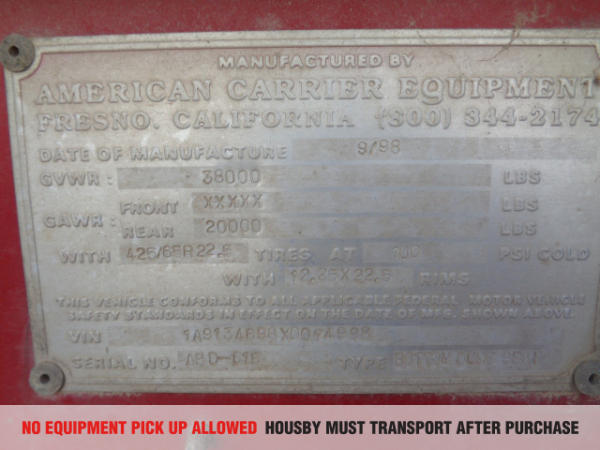 MANUFACTURED BY
AMERICAN CARRIER EQUIPMENT
FRESNO, CALIFORNIA (800) 344-2174
DATE OF MANUFACTURE 9/98
GVWR: 38000 LBS
FRONT XXXXX LBS
GAWR:
REAR 20000 LBS
WITH 425/65R22.5 TIRES AT PSI COLD
WITH 12.25X22.5 RIMS
THIS VEHICLE CONFORMS TO ALL APPLICABLE FEDERAL MOTOR VEHICLE
SAFETY STANDARDS IN EFFECT ON THE DATE OF MFG. SHOWN ABOVE.
VIN
SERIAL NO. TYPE
NO EQUIPMENT PICK UP ALLOWED HOUSBY MUST TRANSPORT AFTER PURCHASE